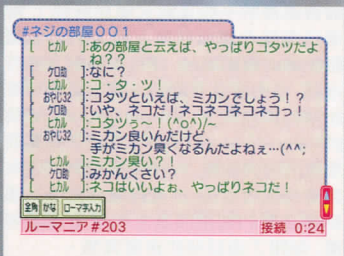 #ネジの部屋001
[ ヒカル ]:あの部屋と云えば、やっぱりコタツだよ
ね??
[ ケロ助 ]:なに?
[ ヒカル ]:コ・タ・ツ!
[ おやじ32 ]:コタツといえば、ミカンでしょう!?
[ ケロ助 ]:いや、ネコだ!ネコネコネコネコっ!
[ ヒカル ]:コタツぅ~!(^o^)/~
[ おやじ32 ]:ミカン良いんだけど、
手がミカン臭くなるんだよねぇ…(^^;
[ ヒカル ]:ミカン臭い?!
[ ケロ助 ]:みかんくさい?
[ ヒカル ]:ネコはいいよぉ、やっぱりネコだ!
全角 かな ローマ字入力
ルーマニア#203 接続 0:24